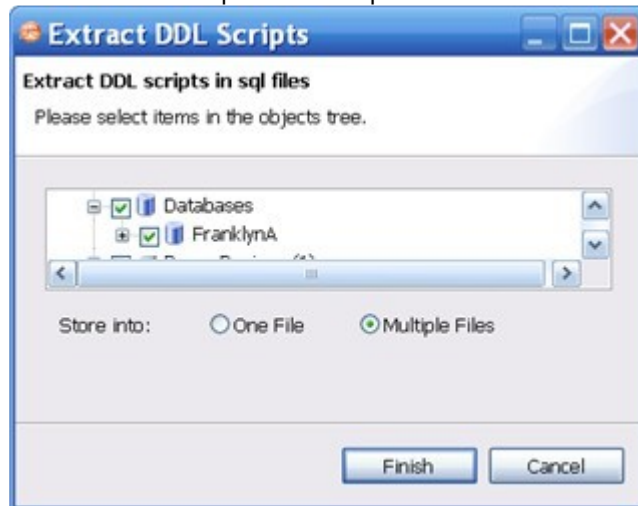 Extract DDL Scripts
Extract DDL scripts in sql files
Please select items in the objects tree.
Databases
FranklynA
Store into: One File Multiple Files
Finish Cancel